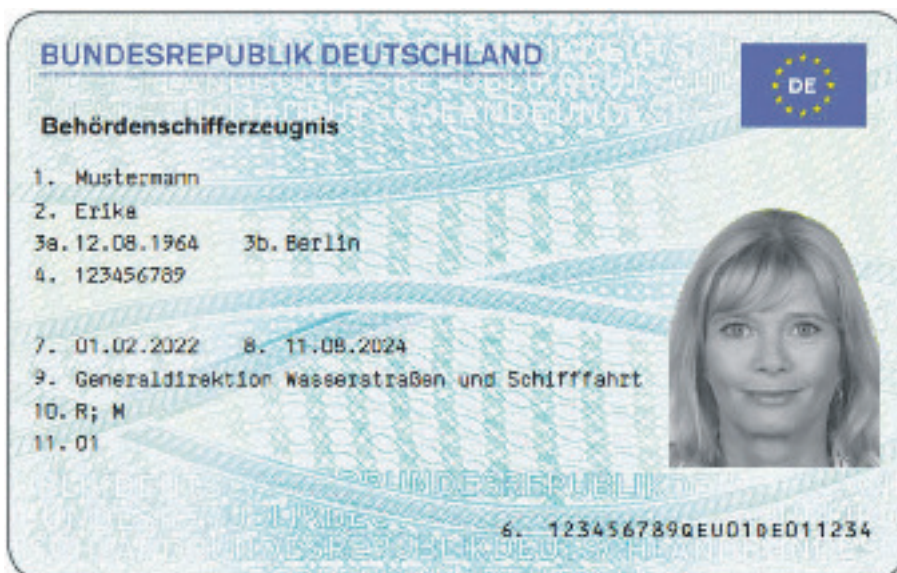 BUNDESREPUBLIK DEUTSCHLAND
DE
Behördenschifferzeugnis
1. Mustermann
2. Erika
3a. 12.08.1964 3b. Berlin
4. 123456789
7. 01.02.2022 8. 11.08.2024
9. Generaldirektion Wasserstraßen und Schifffahrt
10. R; M
11. 01
BUNDESREPUBLIK
6. 123456789QEU01DE011234